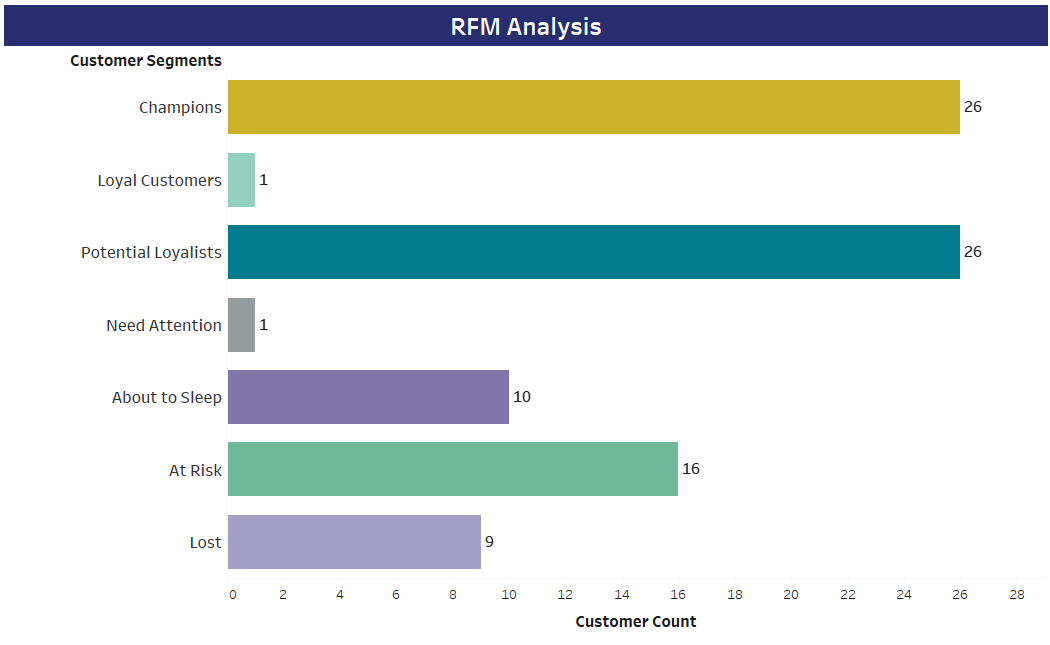 RFM Analysis
Customer Segments
Champions 26
Loyal Customers 1
Potential Loyalists 26
Need Attention 1
About to Sleep 10
At Risk 16
Lost 9
0 2 4 6 8 10 12 14 16 18 20 22 24 26 28
Customer Count